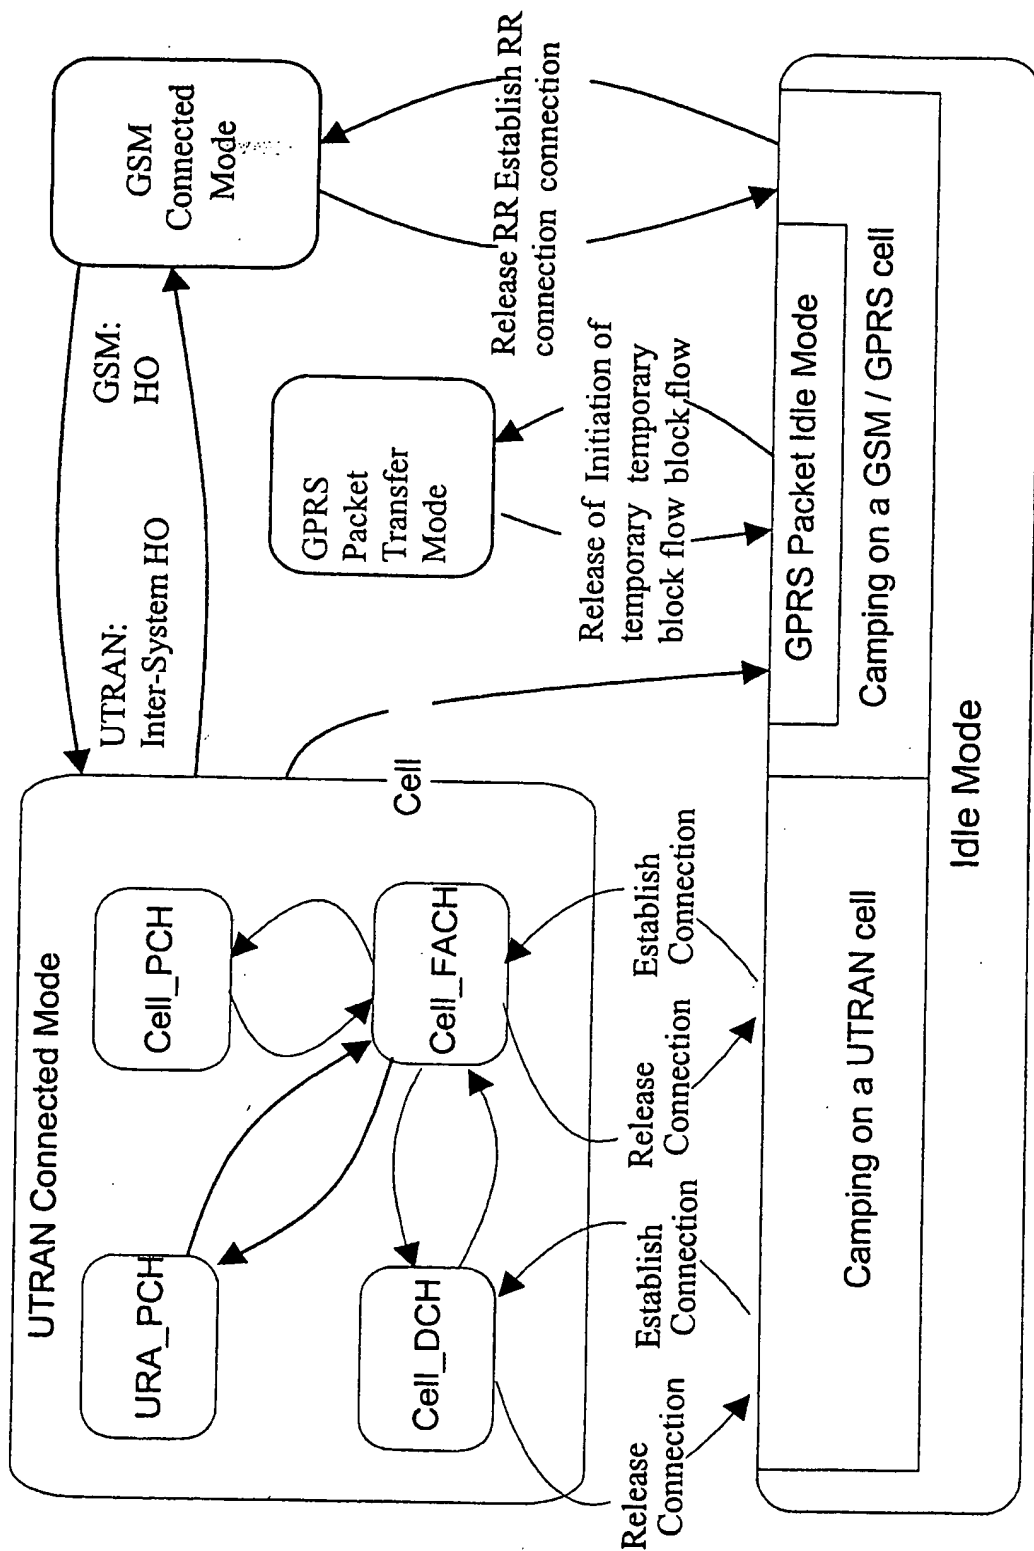 UTRAN Connected Mode
URA_PCH
Cell_PCH
Cell_DCH
Cell_FACH
Cell
UTRAN:
Inter-System HO
GSM:
HO
GSM
Connected
Mode
GPRS
Packet
Transfer
Mode
Release
Connection
Establish
Connection
Release
Connection
Establish
Connection
Release of Initiation of
temporary temporary
block flow block flow
Release RR Establish RR
connection connection
GPRS Packet Idle Mode
Camping on a UTRAN cell
Camping on a GSM / GPRS cell
Idle Mode